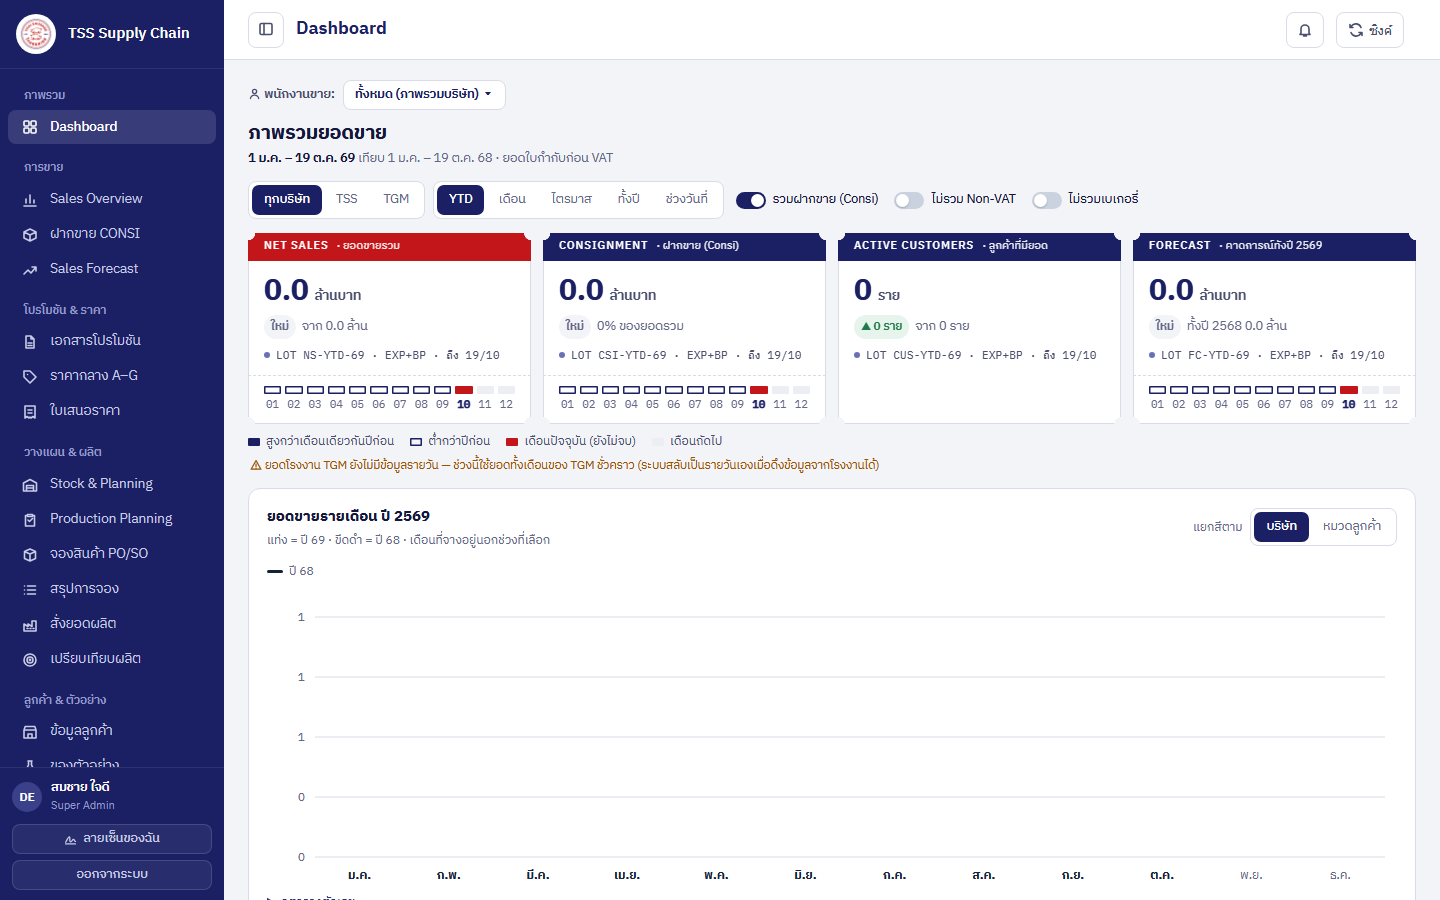 TSS Supply Chain
ภาพรวม
Dashboard
การขาย
Sales Overview
ฝากขาย CONSI
Sales Forecast
โปรโมชัน & ราคา
เอกสารโปรโมชัน
ราคากลาง A–G
ใบเสนอราคา
วางแผน & ผลิต
Stock & Planning
Production Planning
จองสินค้า PO/SO
สรุปการจอง
สั่งยอดผลิต
เปรียบเทียบผลิต
ลูกค้า & ตัวอย่าง
ข้อมูลลูกค้า
ของตัวอย่าง
DE
สมชาย ใจดี
Super Admin
ลายเซ็นของฉัน
ออกจากระบบ
Dashboard
ซิงค์
พนักงานขาย: ทั้งหมด (ภาพรวมบริษัท)
ภาพรวมยอดขาย
1 ม.ค. – 19 ต.ค. 69 เทียบ 1 ม.ค. – 19 ต.ค. 68 · ยอดใบกำกับก่อน VAT
ทุกบริษัท TSS TGM YTD เดือน ไตรมาส ทั้งปี ช่วงวันที่ รวมฝากขาย (Consi) ไม่รวม Non-VAT ไม่รวมเบเกอรี่
NET SALES · ยอดขายรวม
0.0 ล้านบาท
ใหม่ จาก 0.0 ล้าน
LOT NS-YTD-69 · EXP+BP · ถึง 19/10
01 02 03 04 05 06 07 08 09 10 11 12
CONSIGNMENT · ฝากขาย (Consi)
0.0 ล้านบาท
ใหม่ 0% ของยอดรวม
LOT CSI-YTD-69 · EXP+BP · ถึง 19/10
01 02 03 04 05 06 07 08 09 10 11 12
ACTIVE CUSTOMERS · ลูกค้าที่มียอด
0 ราย
▲ 0 ราย จาก 0 ราย
LOT CUS-YTD-69 · EXP+BP · ถึง 19/10
FORECAST · คาดการณ์ทั้งปี 2569
0.0 ล้านบาท
ใหม่ ทั้งปี 2568 0.0 ล้าน
LOT FC-YTD-69 · EXP+BP · ถึง 19/10
01 02 03 04 05 06 07 08 09 10 11 12
สูงกว่าเดือนเดียวกันปีก่อน ต่ำกว่าปีก่อน เดือนปัจจุบัน (ยังไม่จบ) เดือนถัดไป
⚠ ยอดโรงงาน TGM ยังไม่มีข้อมูลรายวัน — ช่วงนี้ใช้ยอดทั้งเดือนของ TGM ชั่วคราว (ระบบสลับเป็นรายวันเองเมื่อดึงข้อมูลจากโรงงานได้)
ยอดขายรายเดือน ปี 2569
แท่ง = ปี 69 · ขีดดำ = ปี 68 · เดือนที่จางอยู่นอกช่วงที่เลือก
แยกสีตาม บริษัท หมวดลูกค้า
ปี 68
1
1
1
0
0
ม.ค. ก.พ. มี.ค. เม.ย. พ.ค. มิ.ย. ก.ค. ส.ค. ก.ย. ต.ค. พ.ย. ธ.ค.